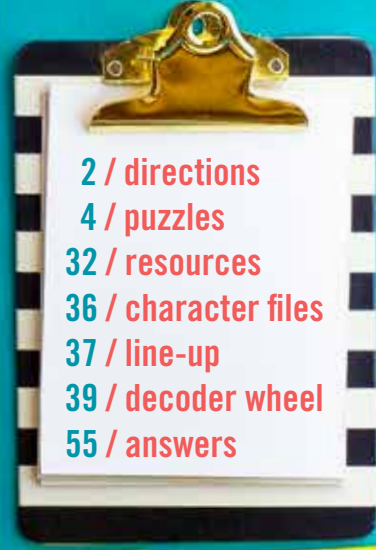 2 / directions
4 / puzzles
32 / resources
36 / character files
37 / line-up
39 / decoder wheel
55 / answers